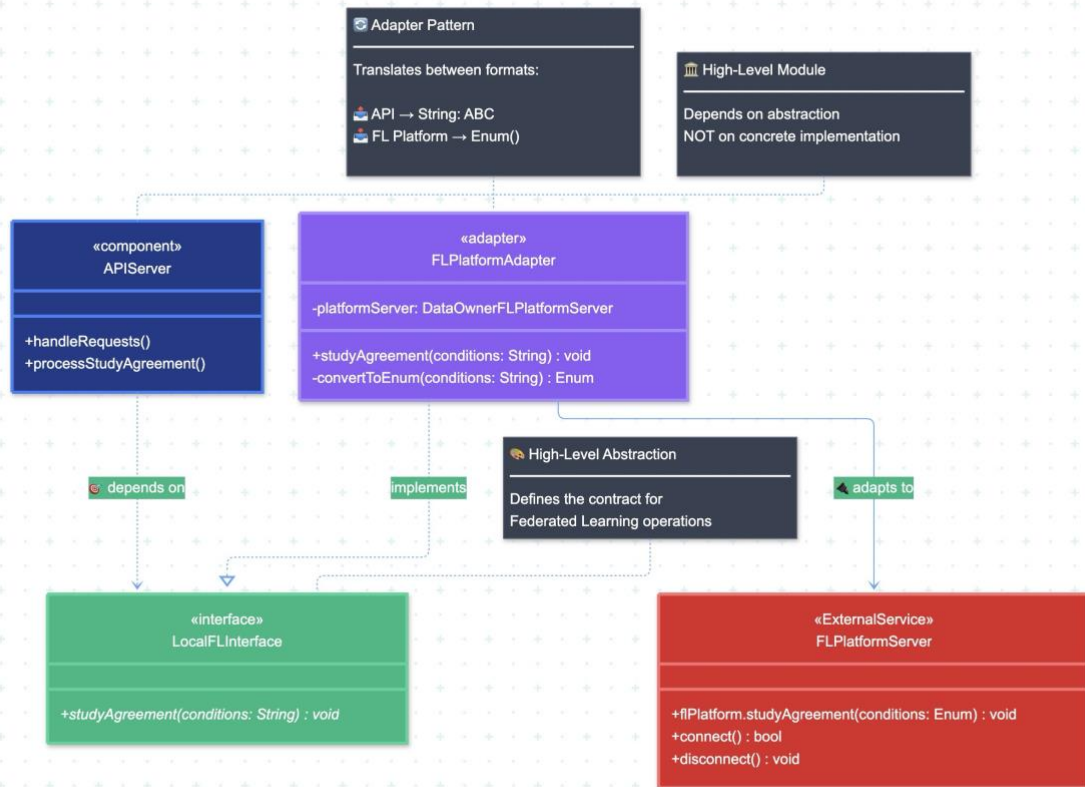 Adapter Pattern
Translates between formats:
API → String: ABC
FL Platform → Enum()
High-Level Module
Depends on abstraction
NOT on concrete implementation
«component»
APIServer
+handleRequests()
+processStudyAgreement()
«adapter»
FLPlatformAdapter
-platformServer: DataOwnerFLPlatformServer
+studyAgreement(conditions: String) : void
-convertToEnum(conditions: String) : Enum
High-Level Abstraction
Defines the contract for
Federated Learning operations
depends on
implements
adapts to
«interface»
LocalFLInterface
+studyAgreement(conditions: String) : void
«ExternalService»
FLPlatformServer
+flPlatform.studyAgreement(conditions: Enum) : void
+connect() : bool
+disconnect() : void